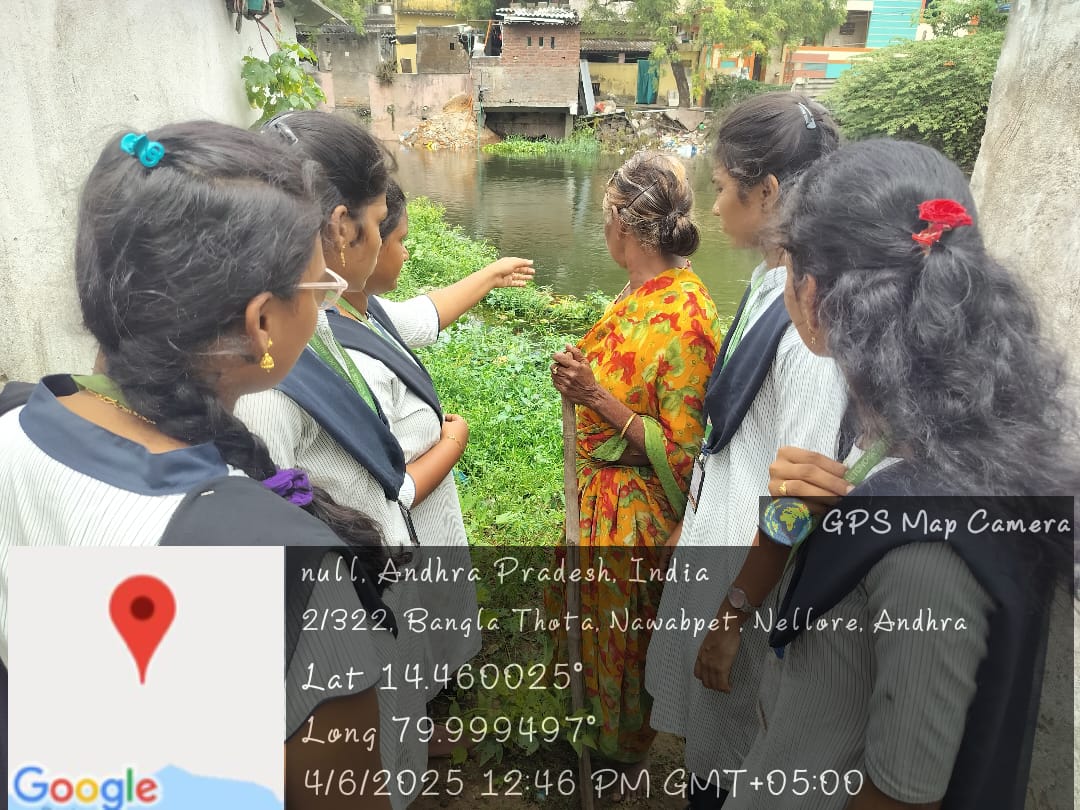 GPS Map Camera
null, Andhra Pradesh, India
2/322, Bangla Thota, Nawabpet, Nellore, Andhra
Lat 14.460025°
Long 79.999497°
4/6/2025 12:46 PM GMT+05:00
Google